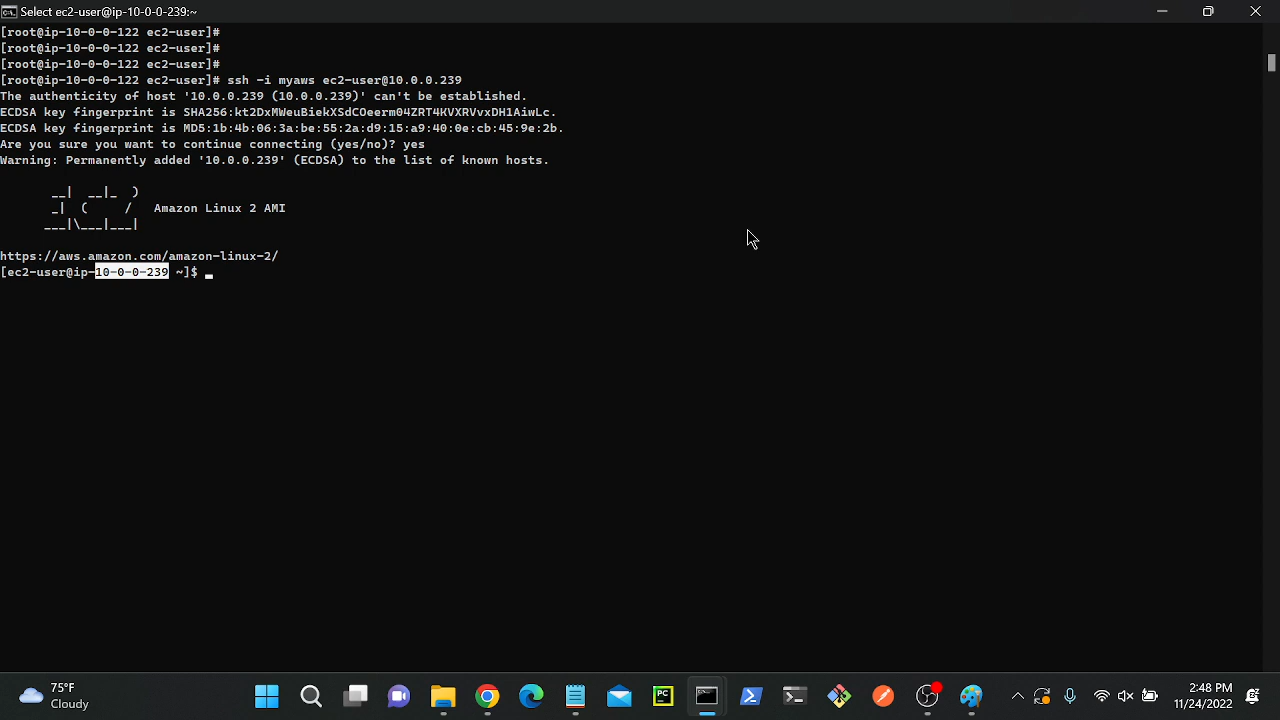 Select ec2-user@ip-10-0-0-239:~
[root@ip-10-0-0-122 ec2-user]#
[root@ip-10-0-0-122 ec2-user]#
[root@ip-10-0-0-122 ec2-user]#
[root@ip-10-0-0-122 ec2-user]# ssh -i myaws ec2-user@10.0.0.239
The authenticity of host '10.0.0.239 (10.0.0.239)' can't be established.
ECDSA key fingerprint is SHA256:kt2DxMWeuBiekXSdCOeerm04ZRT4KVXRVvxDH1AiwLc.
ECDSA key fingerprint is MD5:1b:4b:06:3a:be:55:2a:d9:15:a9:40:0e:cb:45:9e:2b.
Are you sure you want to continue connecting (yes/no)? yes
Warning: Permanently added '10.0.0.239' (ECDSA) to the list of known hosts.
__|  __|_  )
_|  (     /   Amazon Linux 2 AMI
___|\___|___|
https://aws.amazon.com/amazon-linux-2/
[ec2-user@ip-10-0-0-239 ~]$ _
75°F
Cloudy
PC
2:48 PM
11/24/2022